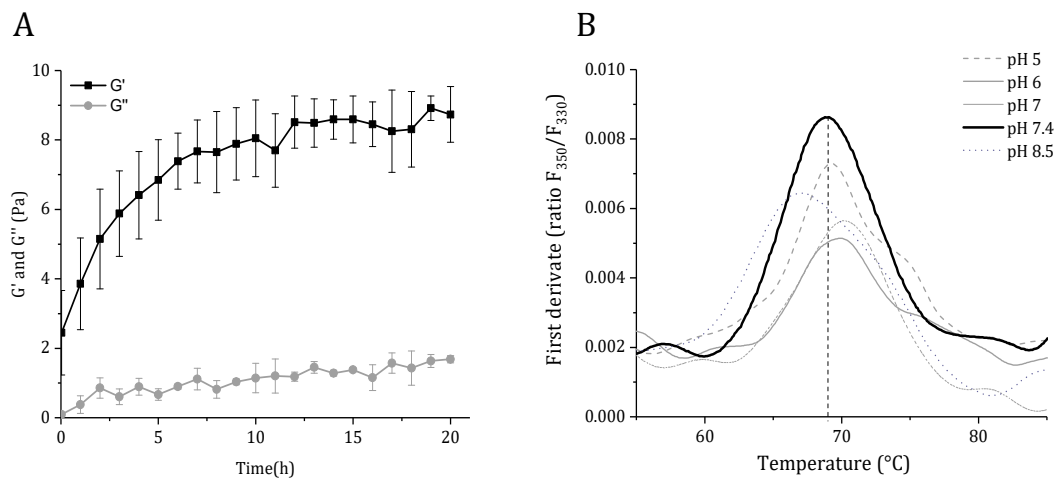 A
G' and G'' (Pa)
10
8
6
4
2
0
G'
G''
0
5
10
15
20
Time(h)
B
First derivate (ratio F350/F330)
0.010
0.008
0.006
0.004
0.002
0.000
pH 5
pH 6
pH 7
pH 7.4
pH 8.5
60
70
80
Temperature (°C)